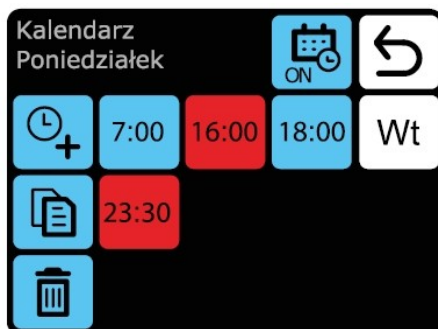 Kalendarz
Poniedziałek
ON
7:00 16:00 18:00 Wt
23:30